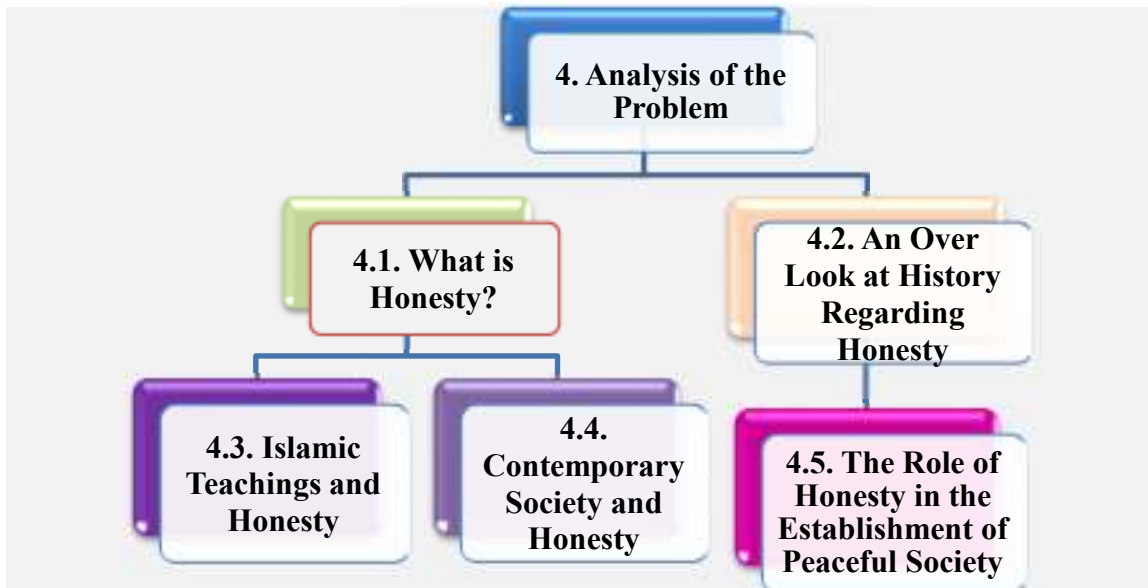 4. Analysis of the
Problem
4.1. What is
Honesty?
4.2. An Over
Look at History
Regarding
Honesty
4.3. Islamic
Teachings and
Honesty
4.4.
Contemporary
Society and
Honesty
4.5. The Role of
Honesty in the
Establishment of
Peaceful Society